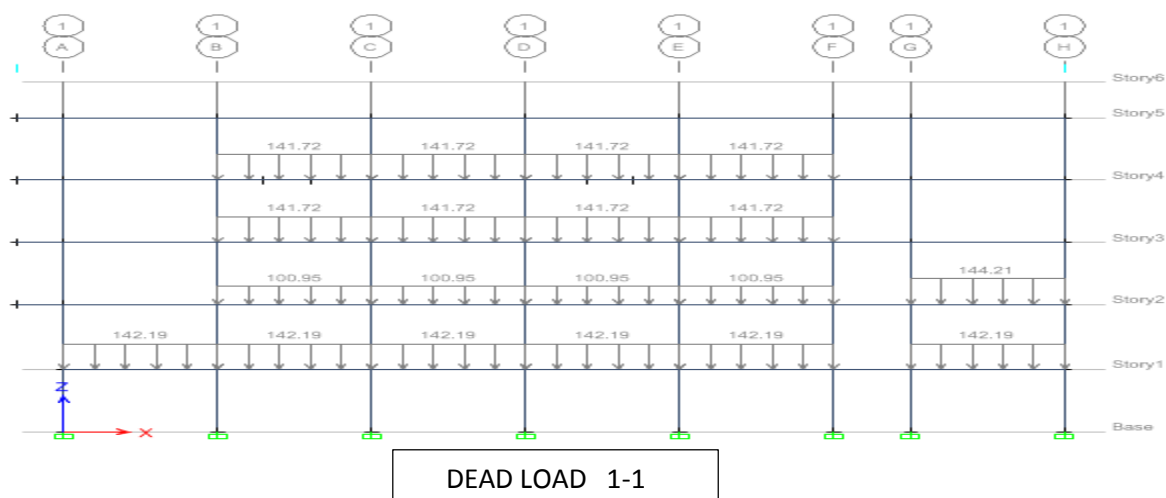 1 1 1 1 1 1 1 1
A B C D E F G H
Story6
Story5
141.72 141.72 141.72 141.72
Story4
141.72 141.72 141.72 141.72
Story3
100.95 100.95 100.95 100.95 144.21
Story2
142.19 142.19 142.19 142.19 142.19 142.19
Story1
Z
X
Base
DEAD LOAD 1-1